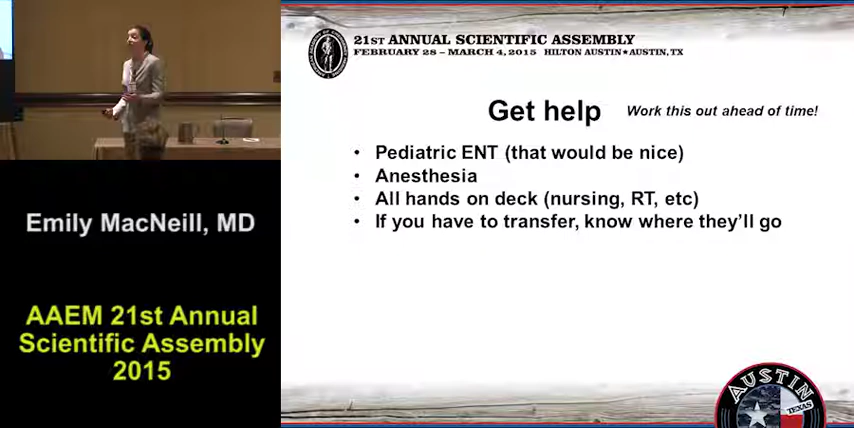 21ST ANNUAL SCIENTIFIC ASSEMBLY
FEBRUARY 28 – MARCH 4, 2015 HILTON AUSTIN★AUSTIN, TX
Get help
Work this out ahead of time!
• Pediatric ENT (that would be nice)
• Anesthesia
• All hands on deck (nursing, RT, etc)
• If you have to transfer, know where they'll go
Emily MacNeill, MD
AAEM 21st Annual
Scientific Assembly
2015
AUSTIN
TEXAS